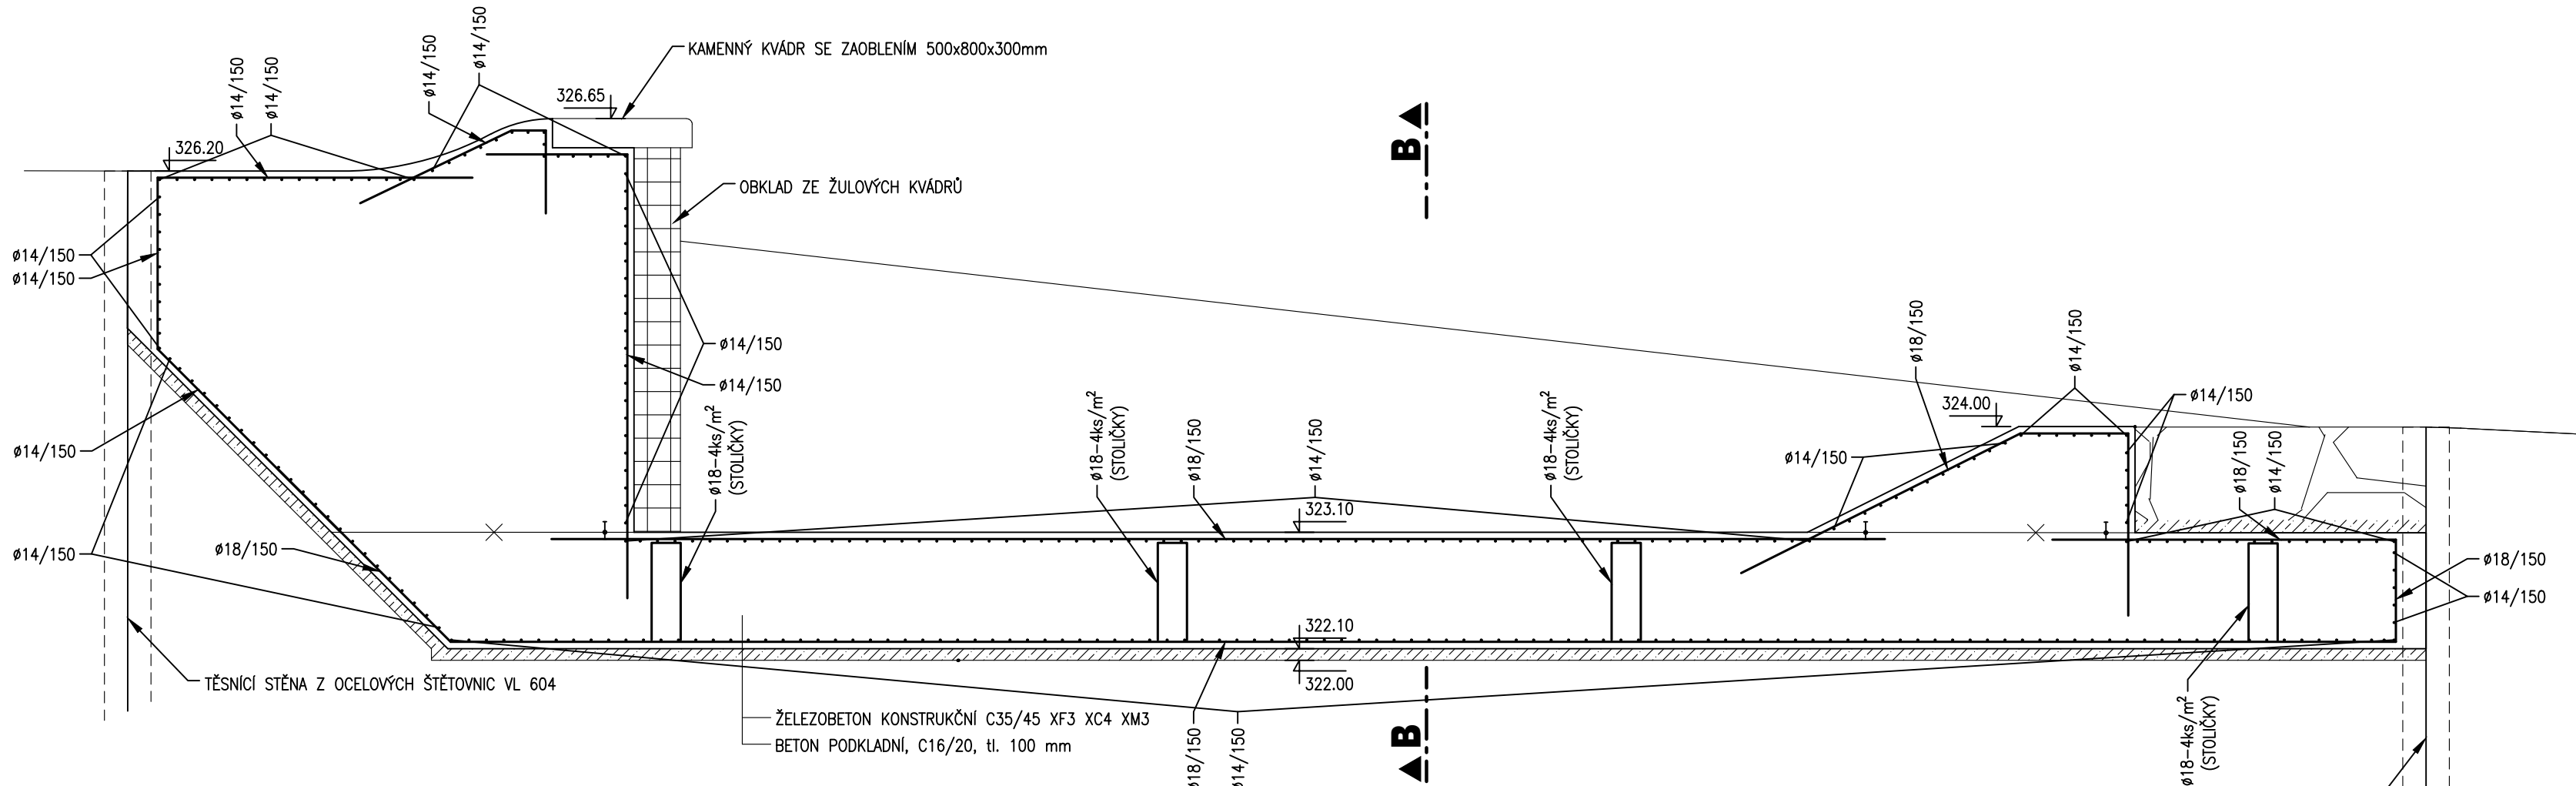 ø14/150
ø14/150
ø14/150
ø14/150
KAMENNÝ KVÁDR SE ZAOBLENÍM 500x800x300mm
326.65
326.20
B
OBKLAD ZE ŽULOVÝCH KVÁDRŮ
ø14/150
ø14/150
ø14/150
ø14/150
ø18/150
ø14/150
324.00
ø14/150
ø14/150
ø14/150
ø18-4ks/m²
(STOLIČKY)
ø18-4ks/m²
(STOLIČKY)
ø18/150
ø14/150
ø18-4ks/m²
(STOLIČKY)
ø14/150
ø18/150
ø14/150
323.10
ø18/150
ø14/150
ø18/150
ø14/150
322.10
322.00
TĚSNÍCÍ STĚNA Z OCELOVÝCH ŠTĚTOVNIC VL 604
ŽELEZOBETON KONSTRUKČNÍ C35/45 XF3 XC4 XM3
BETON PODKLADNÍ, C16/20, tl. 100 mm
ø18/150
ø14/150
B
ø18-4ks/m²
(STOLIČKY)